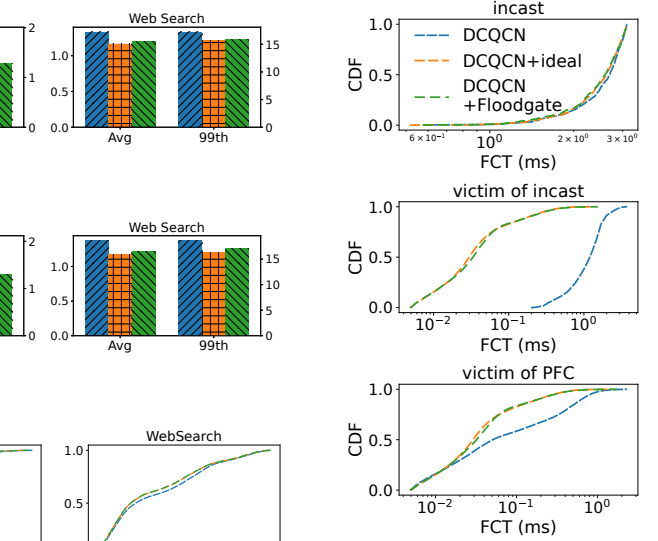 2
1
0
Web Search
1.0
0.5
0.0
15
10
5
0
Avg
99th
2
1
0
Web Search
1.0
0.5
0.0
15
10
5
0
Avg
99th
WebSearch
1.0
0.5
incast
CDF
1.0
0.5
0.0
DCQCN
DCQCN+ideal
DCQCN
+Floodgate
6 × 10⁻¹
10⁰
2 × 10⁰
3 × 10⁰
FCT (ms)
victim of incast
CDF
1.0
0.5
0.0
10⁻²
10⁻¹
10⁰
FCT (ms)
victim of PFC
CDF
1.0
0.5
0.0
10⁻²
10⁻¹
10⁰
FCT (ms)